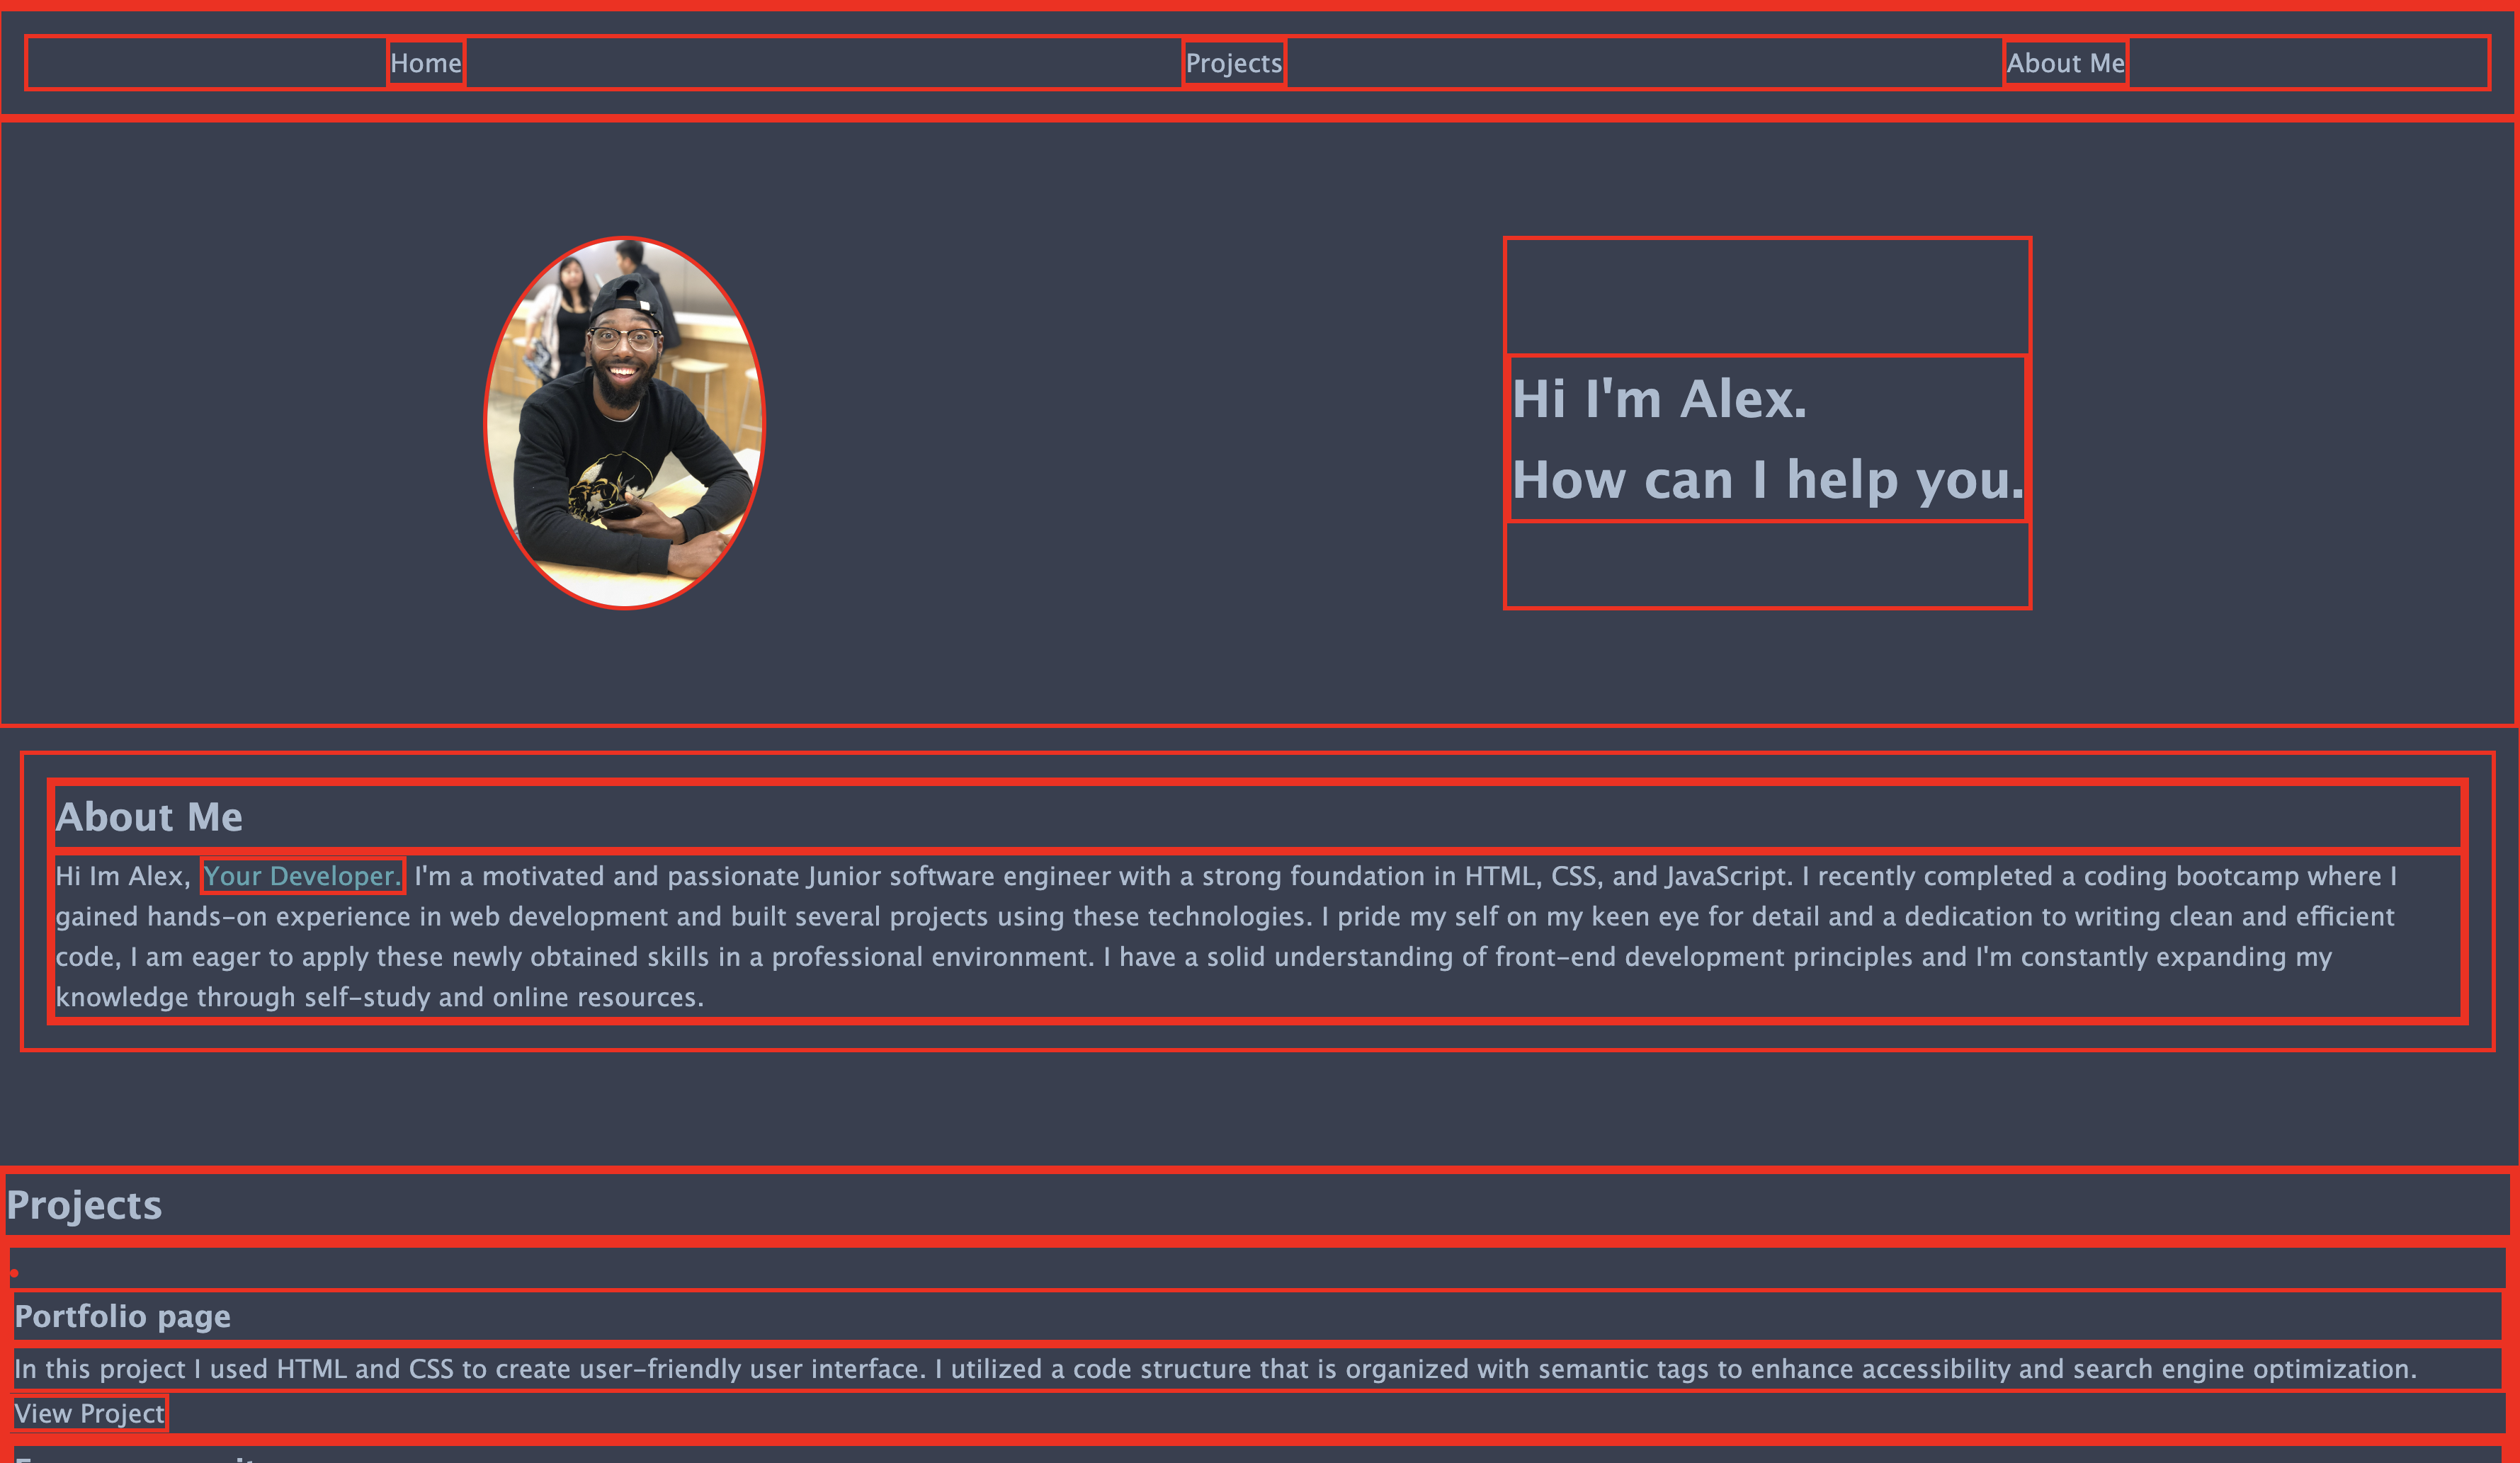 Home Projects About Me
Hi I'm Alex.
How can I help you.
About Me
Hi Im Alex, Your Developer. I'm a motivated and passionate Junior software engineer with a strong foundation in HTML, CSS, and JavaScript. I recently completed a coding bootcamp where I
gained hands-on experience in web development and built several projects using these technologies. I pride my self on my keen eye for detail and a dedication to writing clean and efficient
code, I am eager to apply these newly obtained skills in a professional environment. I have a solid understanding of front-end development principles and I'm constantly expanding my
knowledge through self-study and online resources.
Projects
Portfolio page
In this project I used HTML and CSS to create user-friendly user interface. I utilized a code structure that is organized with semantic tags to enhance accessibility and search engine optimization.
View Project